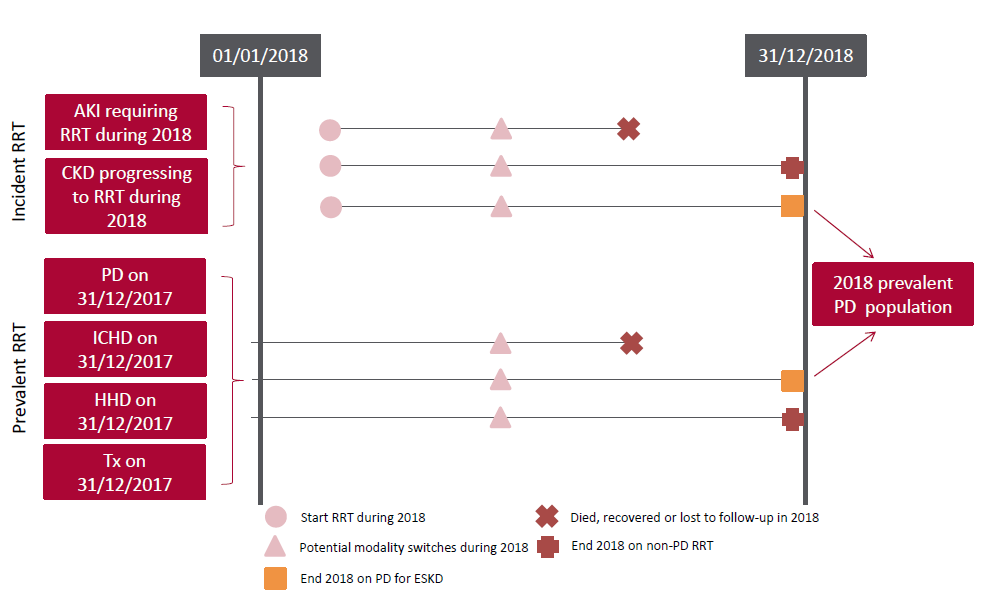 01/01/2018
31/12/2018
Incident RRT
AKI requiring
RRT during 2018
CKD progressing
to RRT during
2018
Prevalent RRT
PD on
31/12/2017
ICHD on
31/12/2017
HHD on
31/12/2017
Tx on
31/12/2017
2018 prevalent
PD population
Start RRT during 2018
Potential modality switches during 2018
End 2018 on PD for ESKD
Died, recovered or lost to follow-up in 2018
End 2018 on non-PD RRT